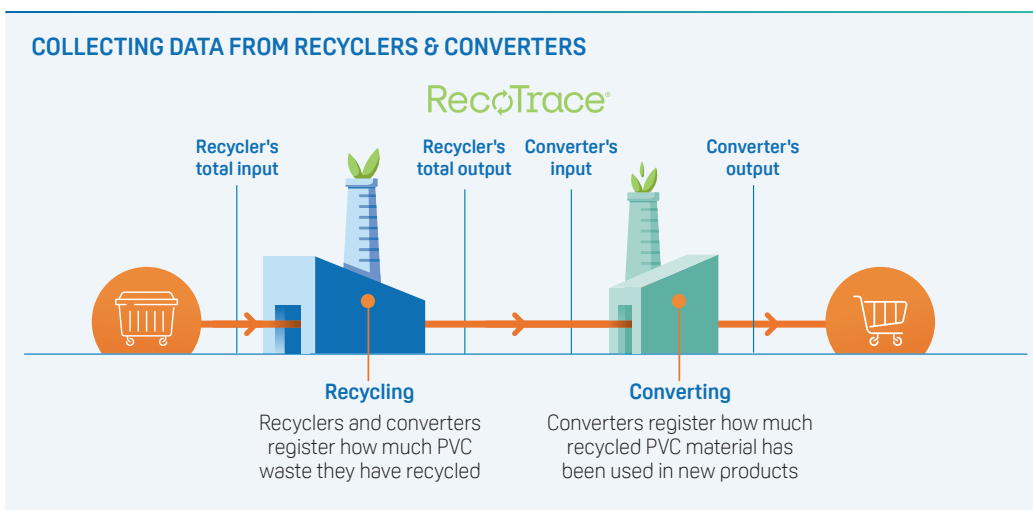 COLLECTING DATA FROM RECYCLERS & CONVERTERS
RecoTrace®
Recycler's
total input
Recycler's
total output
Converter's
input
Converter's
output
Recycling
Recyclers and converters
register how much PVC
waste they have recycled
Converting
Converters register how much
recycled PVC material has
been used in new products